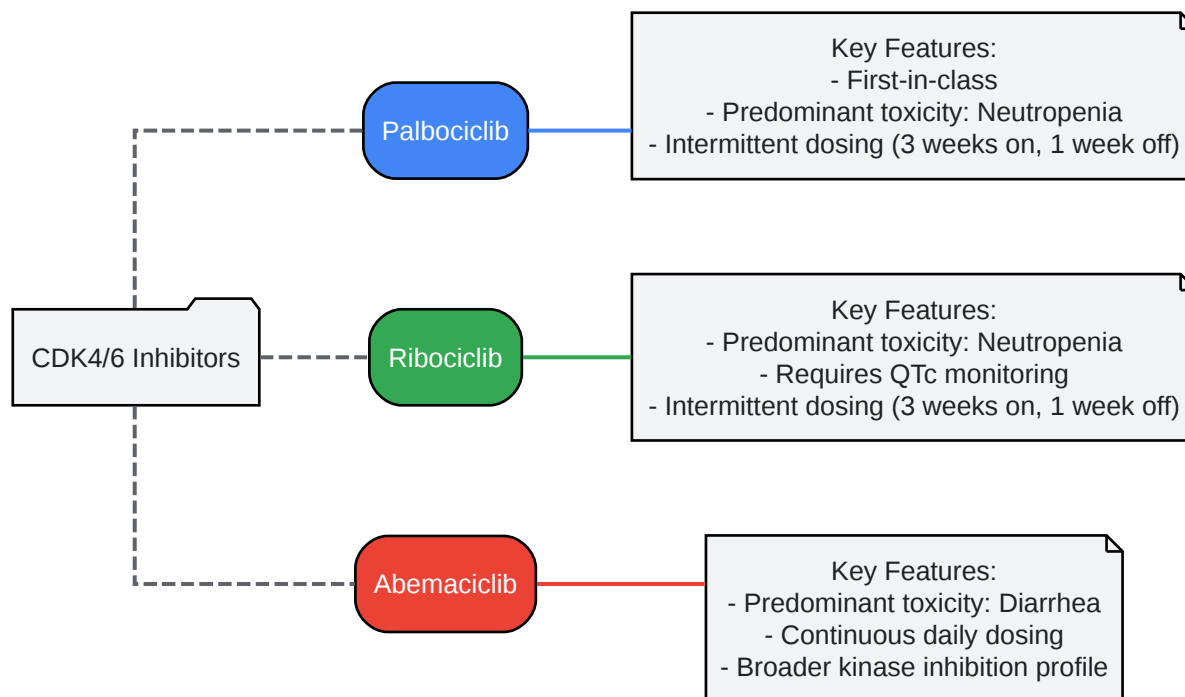 Key Features:
- First-in-class
- Predominant toxicity: Neutropenia
- Intermittent dosing (3 weeks on, 1 week off)
Palbociclib
Key Features:
- Predominant toxicity: Neutropenia
- Requires QTc monitoring
- Intermittent dosing (3 weeks on, 1 week off)
CDK4/6 Inhibitors
Ribociclib
Key Features:
- Predominant toxicity: Diarrhea
- Continuous daily dosing
- Broader kinase inhibition profile
Abemaciclib